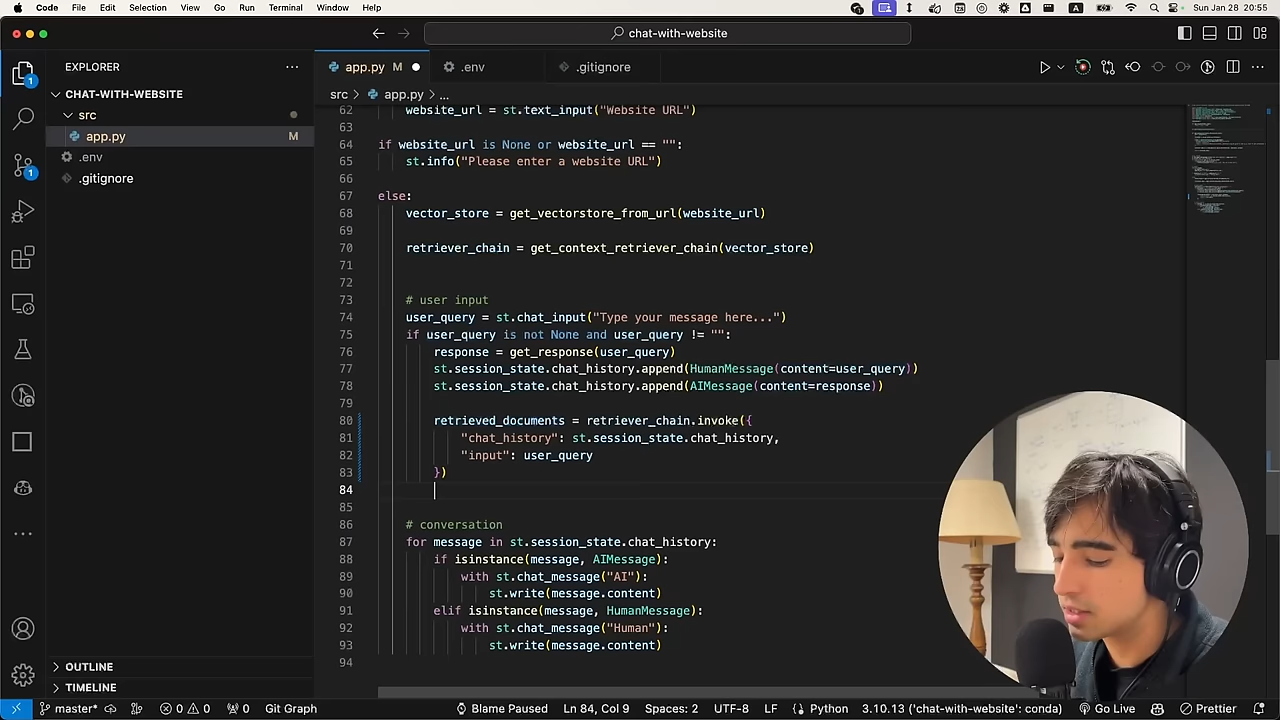 Code File Edit Selection View Go Run Terminal Window Help
Sun Jan 28 20:55
chat-with-website
EXPLORER
CHAT-WITH-WEBSITE
src
app.py M
.env
.gitignore
OUTLINE
TIMELINE
app.py M
.env
.gitignore
src > app.py > ...
62 website_url = st.text_input("Website URL")
63
64 if website_url is None or website_url == "":
65 st.info("Please enter a website URL")
66
67 else:
68 vector_store = get_vectorstore_from_url(website_url)
69
70 retriever_chain = get_context_retriever_chain(vector_store)
71
72
73 # user input
74 user_query = st.chat_input("Type your message here...")
75 if user_query is not None and user_query != "":
76 response = get_response(user_query)
77 st.session_state.chat_history.append(HumanMessage(content=user_query))
78 st.session_state.chat_history.append(AIMessage(content=response))
79
80 retrieved_documents = retriever_chain.invoke({
81 "chat_history": st.session_state.chat_history,
82 "input": user_query
83 })
84
85
86 # conversation
87 for message in st.session_state.chat_history:
88 if isinstance(message, AIMessage):
89 with st.chat_message("AI"):
90 st.write(message.content)
91 elif isinstance(message, HumanMessage):
92 with st.chat_message("Human"):
93 st.write(message.content)
94
master* 0 0 0 Git Graph Blame Paused Ln 84, Col 9 Spaces: 2 UTF-8 LF Python 3.10.13 ('chat-with-website': conda) Go Live Prettier